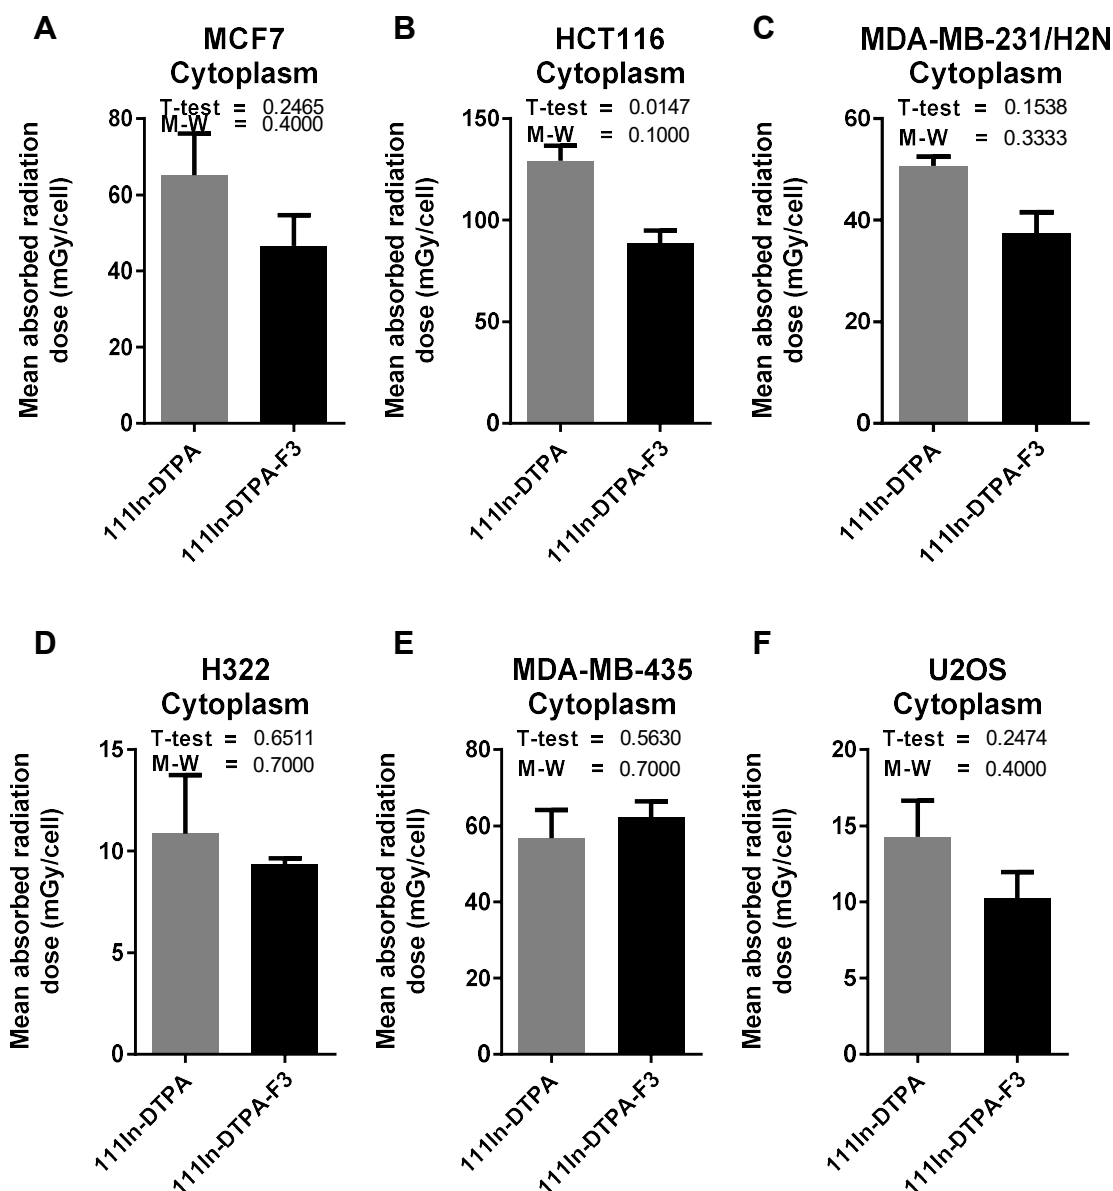 A
MCF7
Cytoplasm
T-test = 0.2465
M-W = 0.4000
Mean absorbed radiation
dose (mGy/cell)
80
60
40
20
0
111In-DTPA
111In-DTPA-F3
B
HCT116
Cytoplasm
T-test = 0.0147
M-W = 0.1000
Mean absorbed radiation
dose (mGy/cell)
150
100
50
0
111In-DTPA
111In-DTPA-F3
C
MDA-MB-231/H2N
Cytoplasm
T-test = 0.1538
M-W = 0.3333
Mean absorbed radiation
dose (mGy/cell)
60
40
20
0
111In-DTPA
111In-DTPA-F3
D
H322
Cytoplasm
T-test = 0.6511
M-W = 0.7000
Mean absorbed radiation
dose (mGy/cell)
15
10
5
0
111In-DTPA
111In-DTPA-F3
E
MDA-MB-435
Cytoplasm
T-test = 0.5630
M-W = 0.7000
Mean absorbed radiation
dose (mGy/cell)
80
60
40
20
0
111In-DTPA
111In-DTPA-F3
F
U2OS
Cytoplasm
T-test = 0.2474
M-W = 0.4000
Mean absorbed radiation
dose (mGy/cell)
20
15
10
5
0
111In-DTPA
111In-DTPA-F3